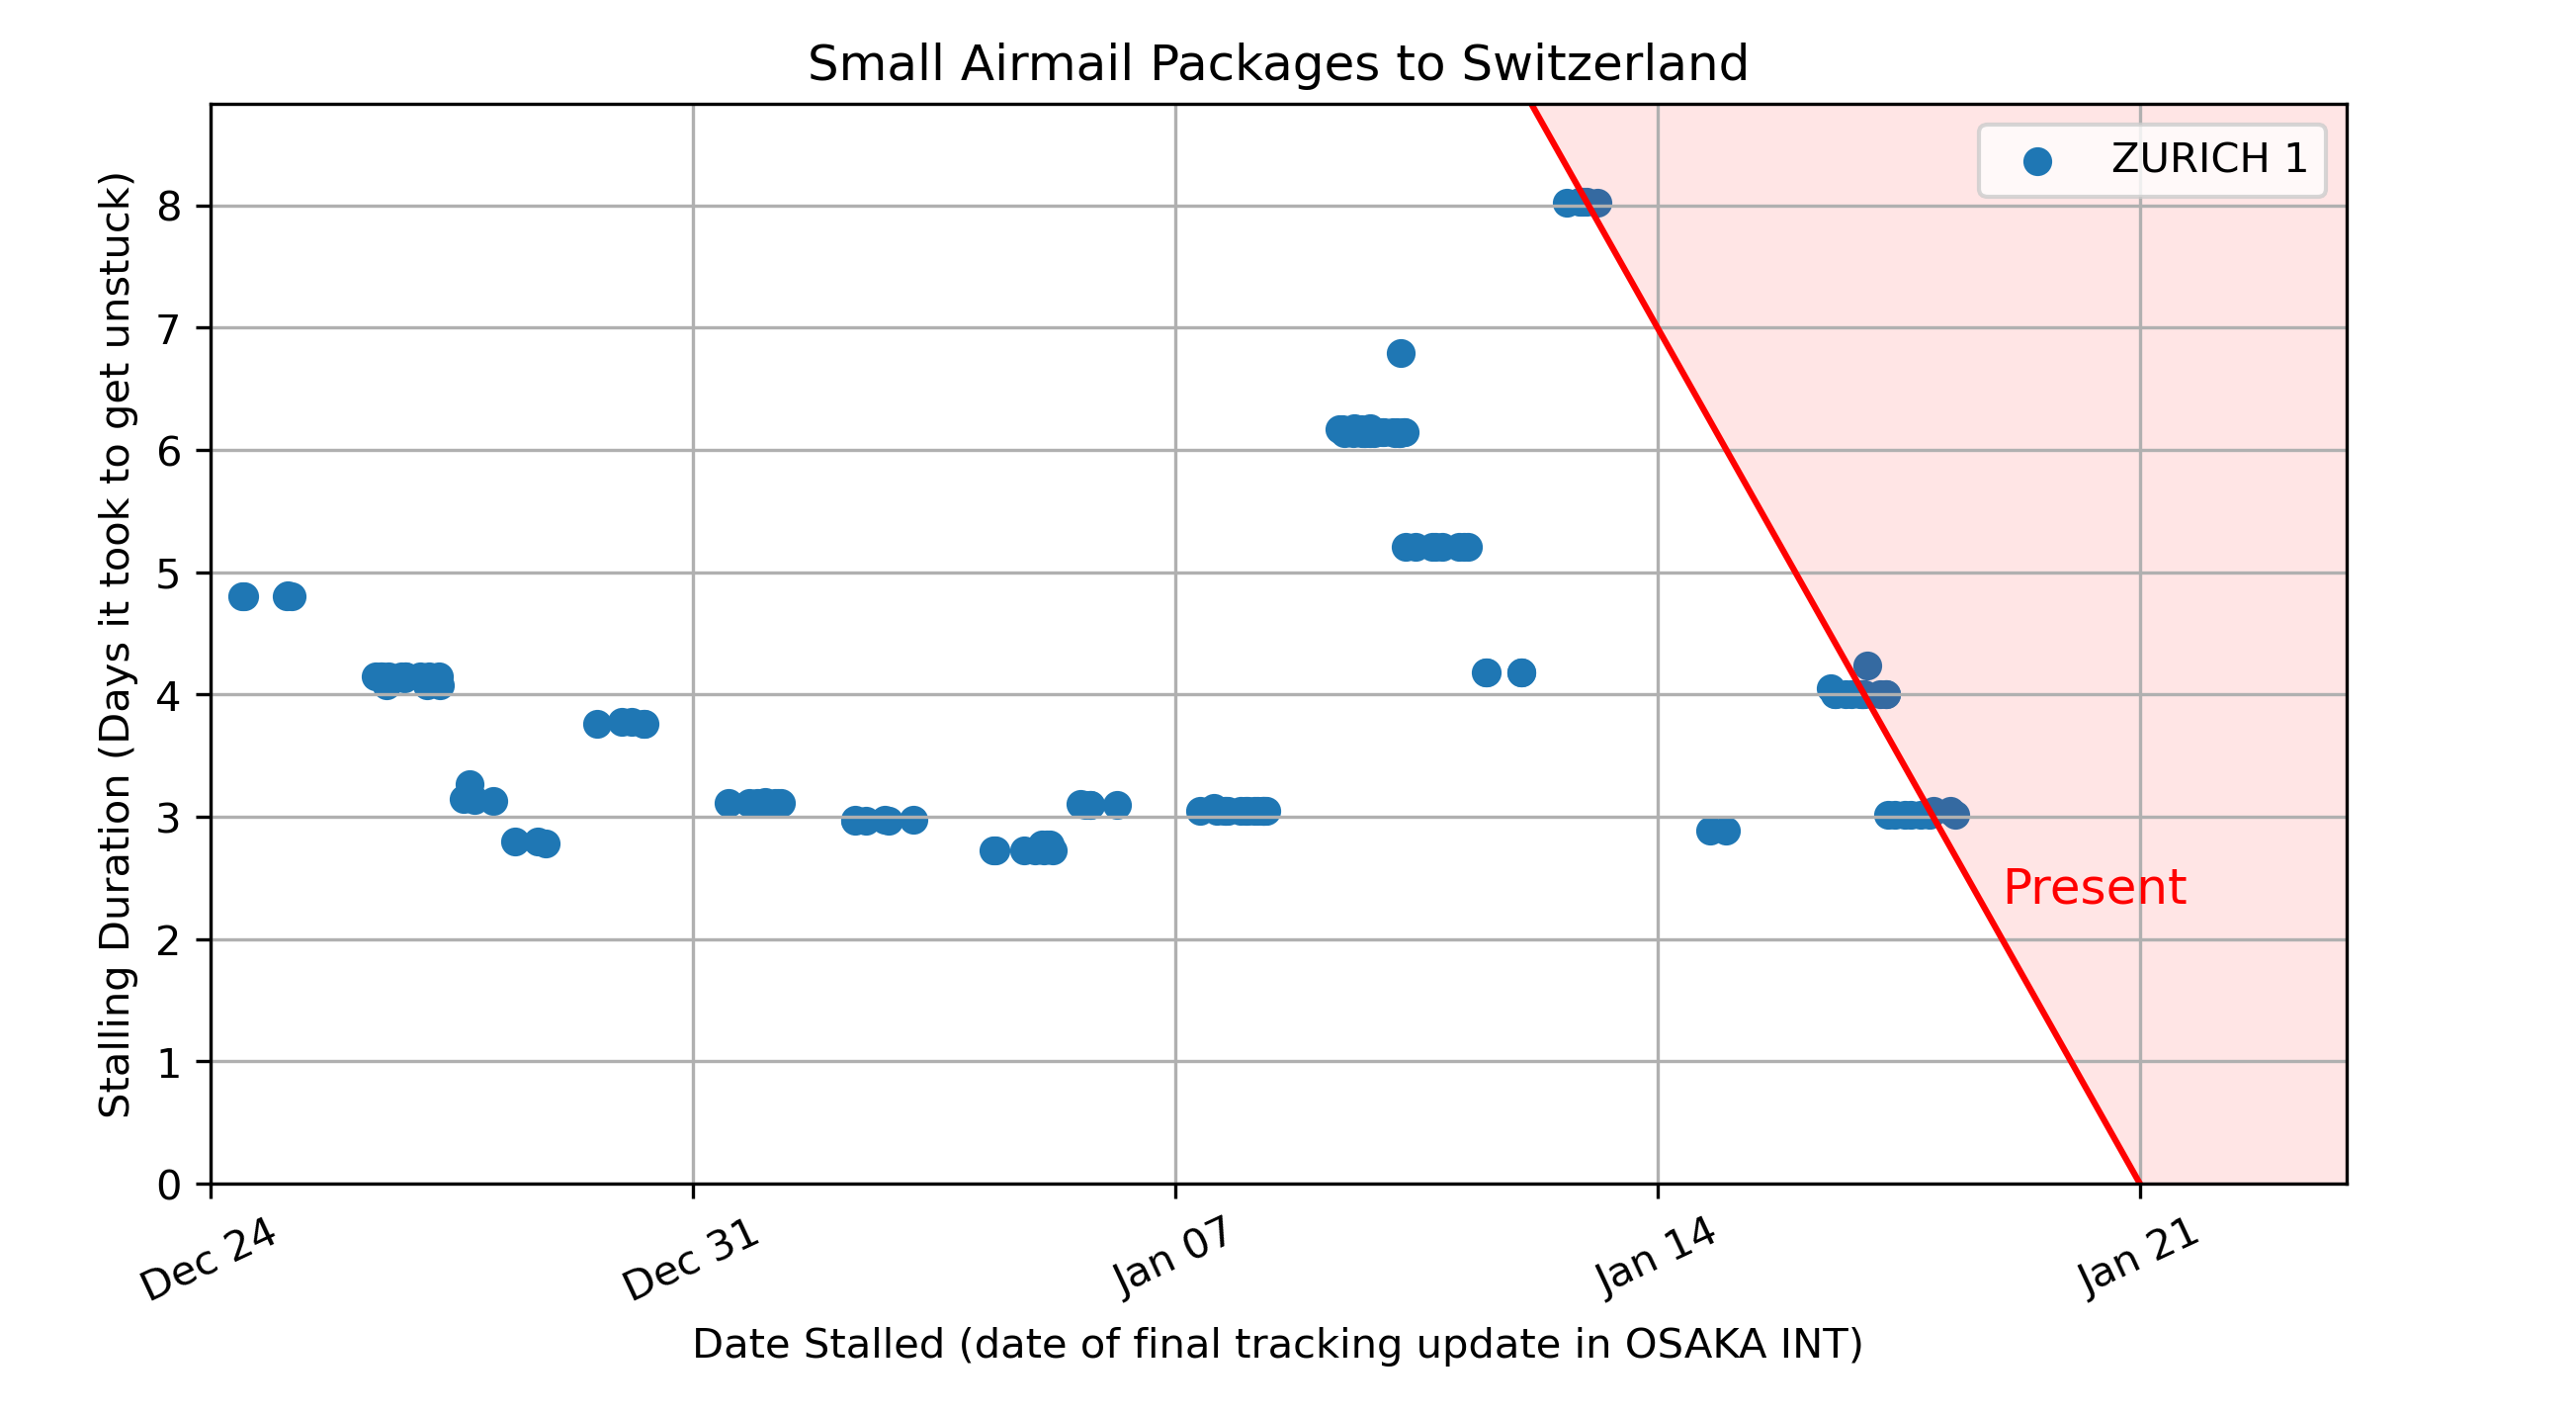 Small Airmail Packages to Switzerland
ZURICH 1
Stalling Duration (Days it took to get unstuck)
8
7
6
5
4
3
2
1
0
Present
Dec 24
Dec 31
Jan 07
Jan 14
Jan 21
Date Stalled (date of final tracking update in OSAKA INT)